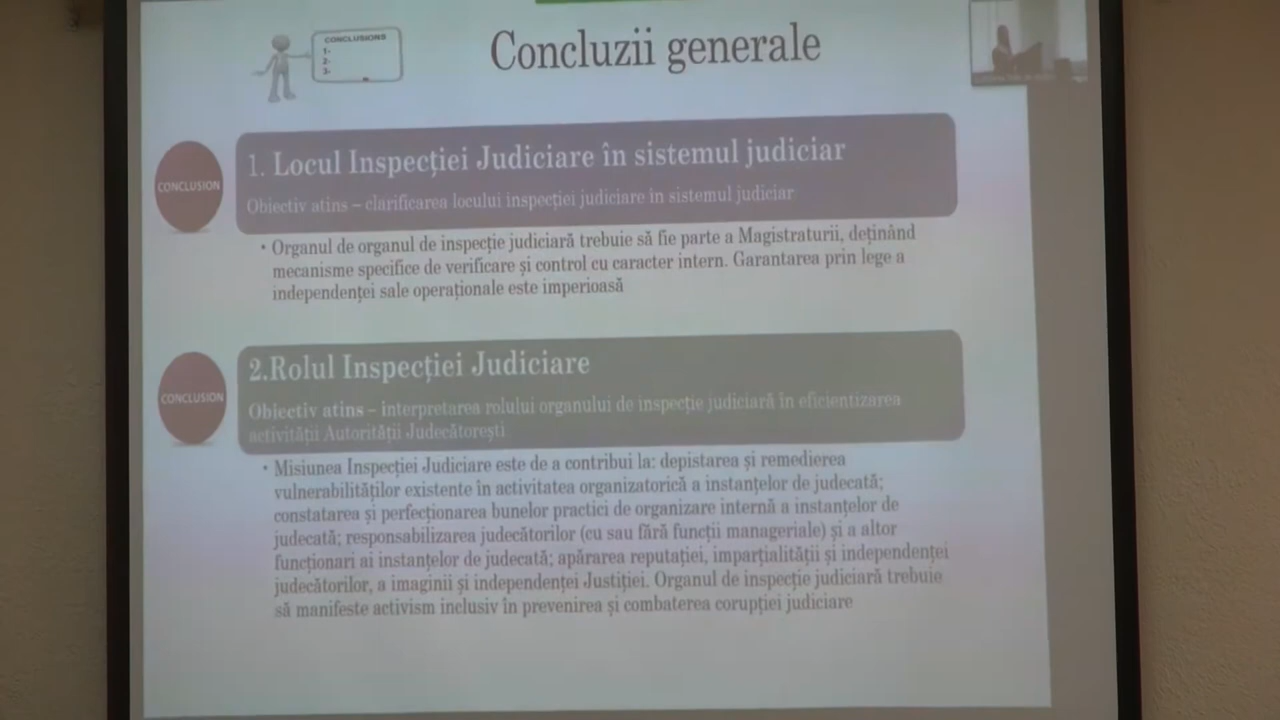 CONCLUSIONS
1-
2-
3-
Concluzii generale
CONCLUSION
1. Locul Inspecției Judiciare în sistemul judiciar
Obiectiv atins – clarificarea locului inspecției judiciare în sistemul judiciar
• Organul de organul de inspecție judiciară trebuie să fie parte a Magistraturii, deținând
mecanisme specifice de verificare și control cu caracter intern. Garantarea prin lege a
independenței sale operaționale este imperioasă
CONCLUSION
2.Rolul Inspecției Judiciare
Obiectiv atins – interpretarea rolului organului de inspecție judiciară în eficientizarea
activității Autorității Judecătorești
• Misiunea Inspecției Judiciare este de a contribui la: depistarea și remedierea
vulnerabilităților existente în activitatea organizatorică a instanțelor de judecată;
constatarea și perfecționarea bunelor practici de organizare internă a instanțelor de
judecată; responsabilizarea judecătorilor (cu sau fără funcții manageriale) și a altor
funcționari ai instanțelor de judecată; apărarea reputației, imparțialității și independenței
judecătorilor, a imaginii și independenței Justiției. Organul de inspecție judiciară trebuie
să manifeste activism inclusiv în prevenirea și combaterea corupției judiciare